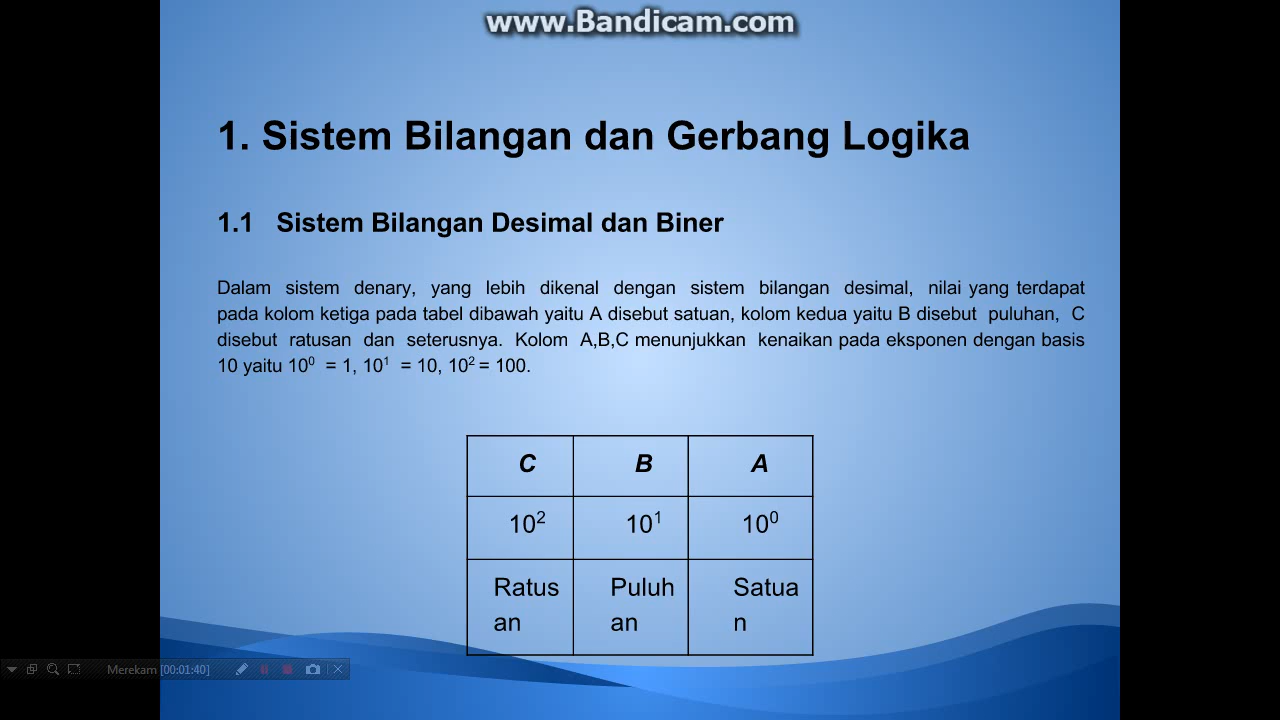 www.Bandicam.com
1. Sistem Bilangan dan Gerbang Logika
1.1 Sistem Bilangan Desimal dan Biner
Dalam sistem denary, yang lebih dikenal dengan sistem bilangan desimal, nilai yang terdapat
pada kolom ketiga pada tabel dibawah yaitu A disebut satuan, kolom kedua yaitu B disebut puluhan, C
disebut ratusan dan seterusnya. Kolom A,B,C menunjukkan kenaikan pada eksponen dengan basis
10 yaitu 10⁰ = 1, 10¹ = 10, 10² = 100.
C B A
10² 10¹ 10⁰
Ratus Puluh Satua
an an n
Merekam [00:01:40]